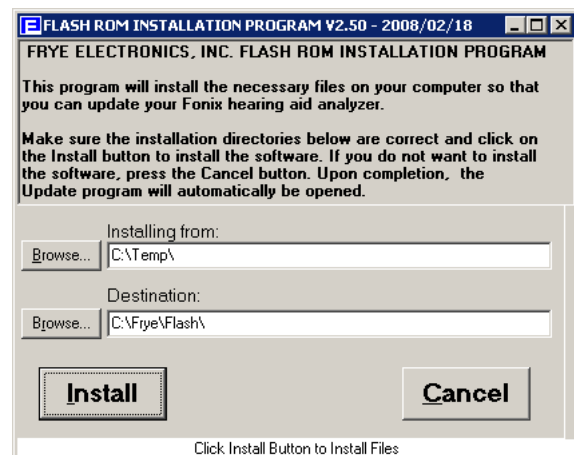 E FLASH ROM INSTALLATION PROGRAM V2.50 - 2008/02/18
FRYE ELECTRONICS, INC. FLASH ROM INSTALLATION PROGRAM
This program will install the necessary files on your computer so that
you can update your Fonix hearing aid analyzer.
Make sure the installation directories below are correct and click on
the Install button to install the software. If you do not want to install
the software, press the Cancel button. Upon completion, the
Update program will automatically be opened.
Installing from:
Browse... C:\Temp\
Destination:
Browse... C:\Frye\Flash\
Install Cancel
Click Install Button to Install Files